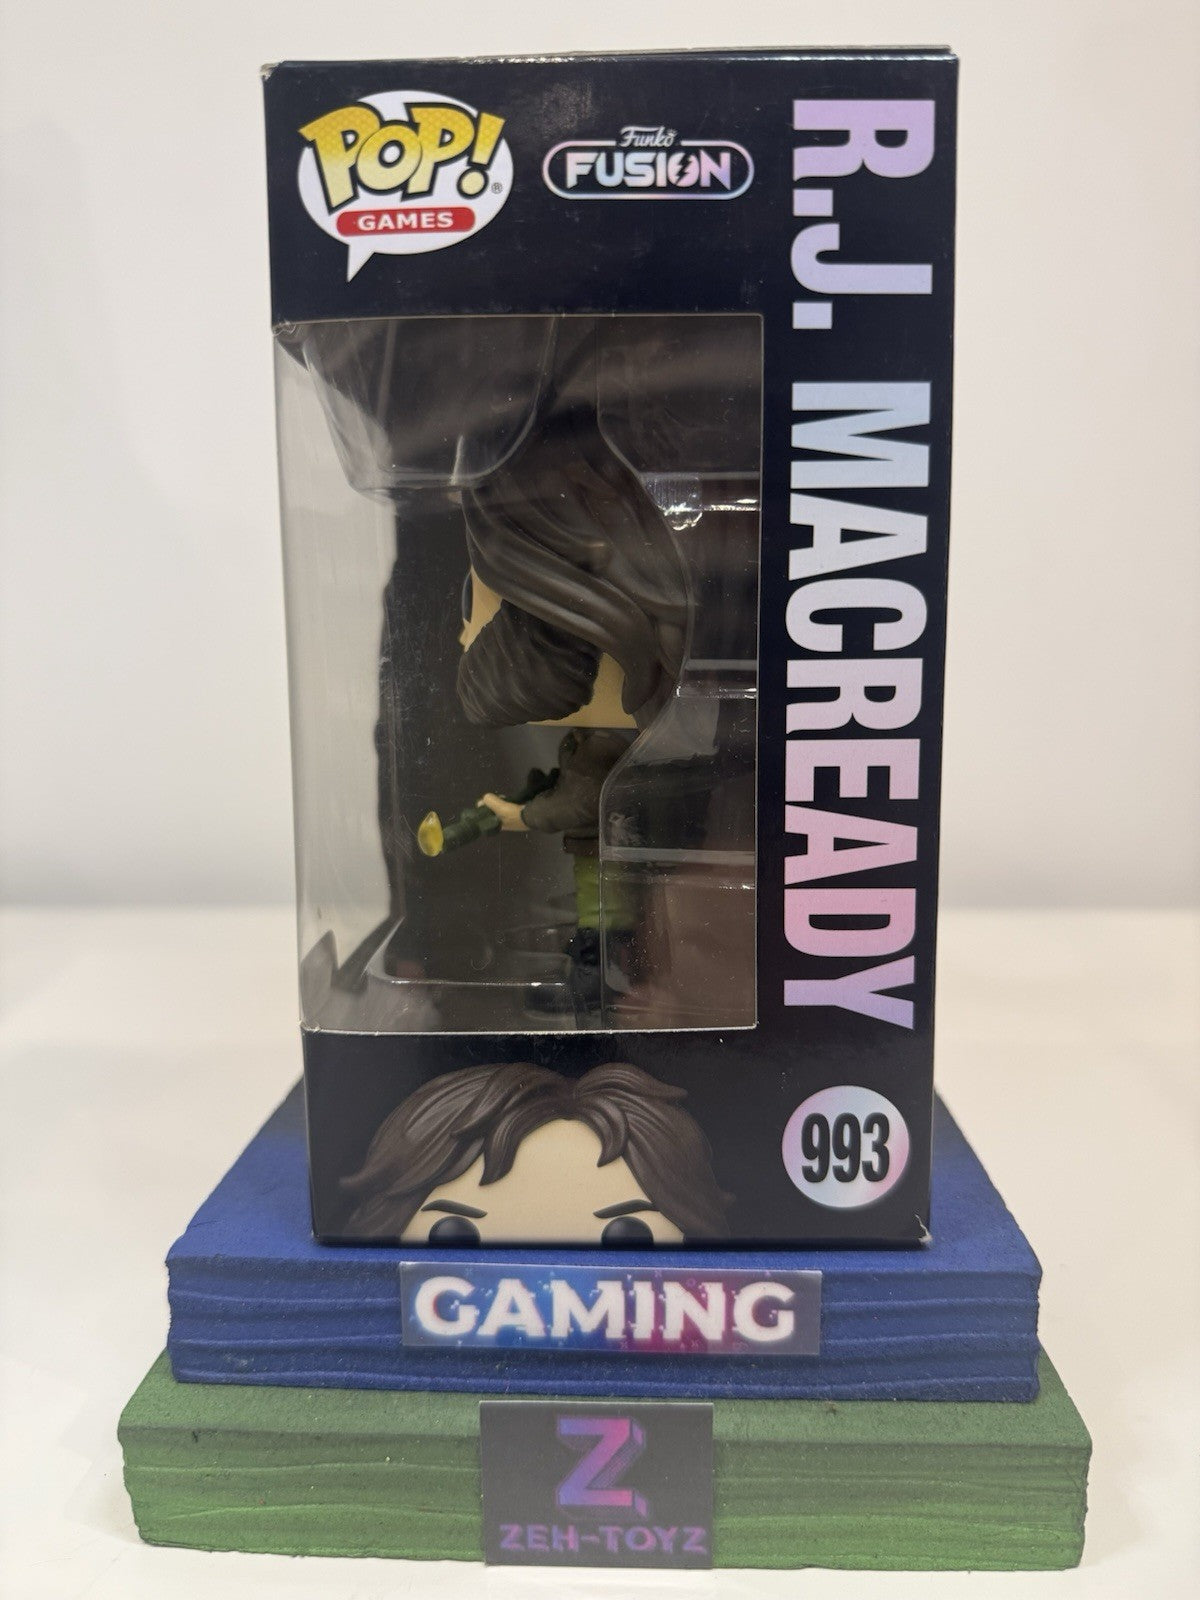 POP!®
GAMES
Funko
FUSION
R.J. MACREADY
993
GAMING
Z
ZEH-TOYZ